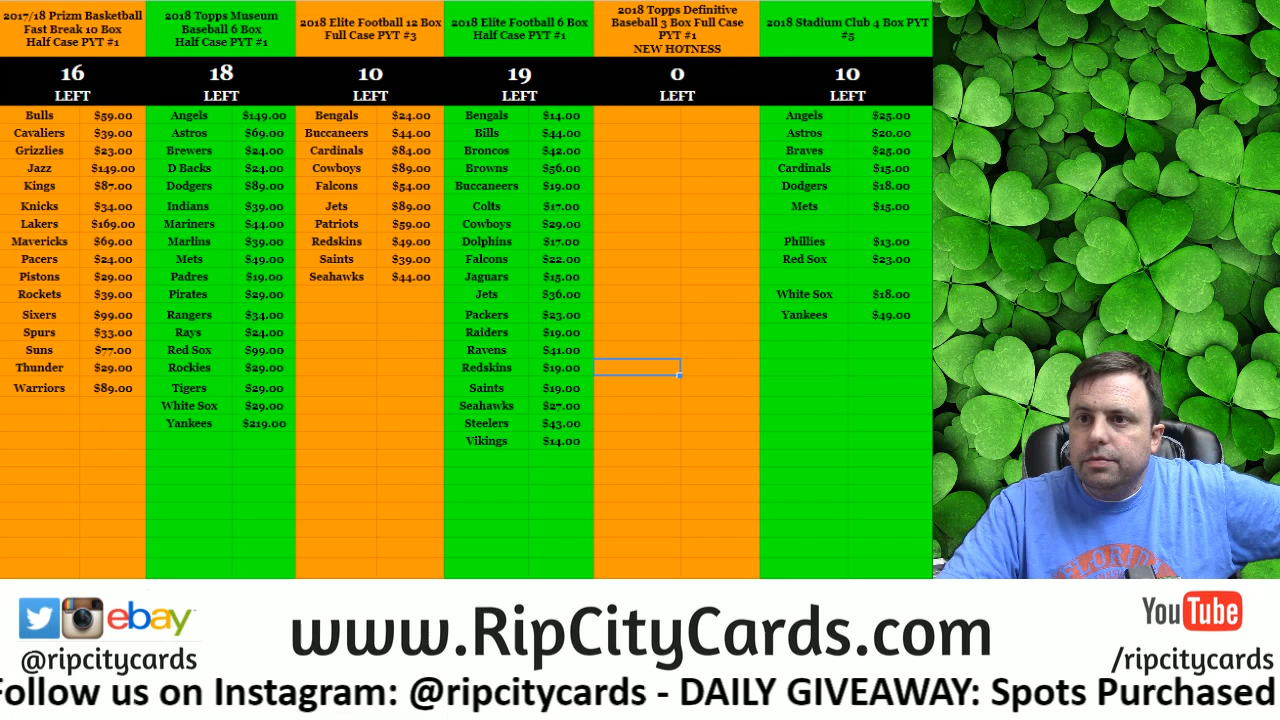 2017/18 Prizm Basketball
Fast Break 10 Box
Half Case PYT #1
16
LEFT
Bulls $59.00
Cavaliers $39.00
Grizzlies $23.00
Jazz $149.00
Kings $87.00
Knicks $34.00
Lakers $169.00
Mavericks $69.00
Pacers $24.00
Pistons $29.00
Rockets $39.00
Sixers $99.00
Spurs $33.00
Suns $77.00
Thunder $29.00
Warriors $89.00
2018 Topps Museum
Baseball 6 Box
Half Case PYT #1
18
LEFT
Angels $149.00
Astros $69.00
Brewers $24.00
D Backs $24.00
Dodgers $89.00
Indians $39.00
Mariners $44.00
Marlins $39.00
Mets $49.00
Padres $19.00
Pirates $29.00
Rangers $34.00
Rays $24.00
Red Sox $99.00
Rockies $29.00
Tigers $29.00
White Sox $29.00
Yankees $219.00
2018 Elite Football 12 Box
Full Case PYT #3
10
LEFT
Bengals $24.00
Buccaneers $44.00
Cardinals $84.00
Cowboys $89.00
Falcons $54.00
Jets $89.00
Patriots $59.00
Redskins $49.00
Saints $39.00
Seahawks $44.00
2018 Elite Football 6 Box
Half Case PYT #1
19
LEFT
Bengals $14.00
Bills $44.00
Broncos $42.00
Browns $56.00
Buccaneers $19.00
Colts $17.00
Cowboys $29.00
Dolphins $17.00
Falcons $22.00
Jaguars $15.00
Jets $36.00
Packers $23.00
Raiders $19.00
Ravens $41.00
Redskins $19.00
Saints $19.00
Seahawks $27.00
Steelers $43.00
Vikings $14.00
2018 Topps Definitive
Baseball 3 Box Full Case
PYT #1
NEW HOTNESS
0
LEFT
2018 Stadium Club 4 Box PYT
#5
10
LEFT
Angels $25.00
Astros $20.00
Braves $25.00
Cardinals $15.00
Dodgers $18.00
Mets $15.00
Phillies $13.00
Red Sox $23.00
White Sox $18.00
Yankees $49.00
FLORIDA
ebay
@ripcitycards
www.RipCityCards.com
YouTube
/ripcitycards
Follow us on Instagram: @ripcitycards - DAILY GIVEAWAY: Spots Purchased